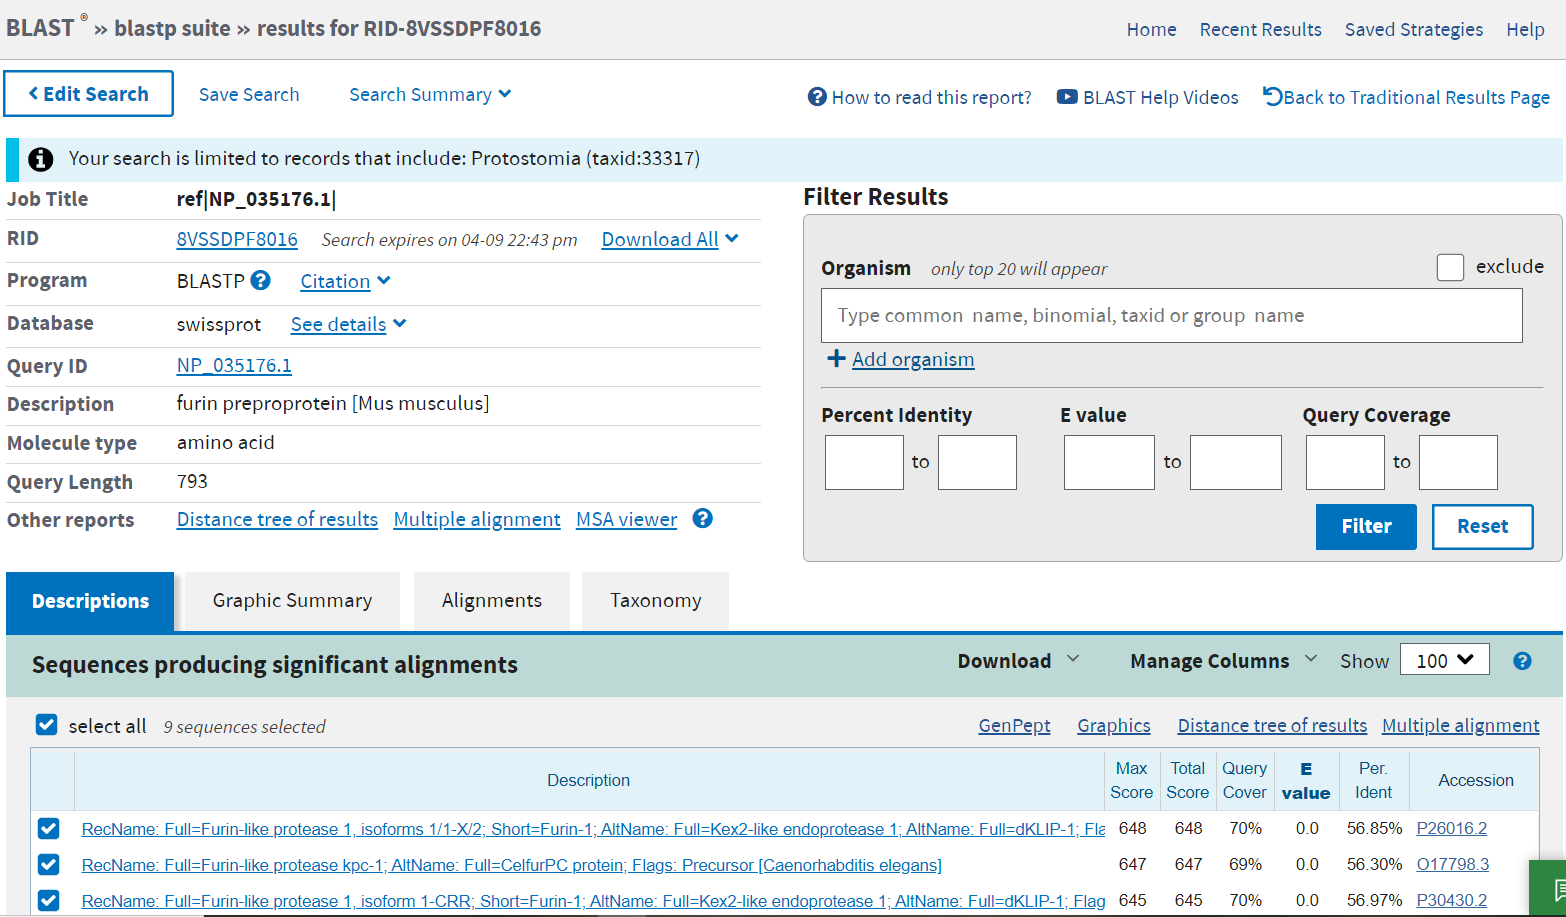 BLAST ® » blastp suite » results for RID-8VSSDPF8016
Home Recent Results Saved Strategies Help
Edit Search Save Search Search Summary
How to read this report? BLAST Help Videos Back to Traditional Results Page
Your search is limited to records that include: Protostomia (taxid:33317)
Job Title ref|NP_035176.1|
RID 8VSSDPF8016 Search expires on 04-09 22:43 pm Download All
Program BLASTP Citation
Database swissprot See details
Query ID NP_035176.1
Description furin preproprotein [Mus musculus]
Molecule type amino acid
Query Length 793
Other reports Distance tree of results Multiple alignment MSA viewer
Filter Results
Organism only top 20 will appear exclude
Type common name, binomial, taxid or group name
Add organism
Percent Identity E value Query Coverage
to to to
Filter Reset
Descriptions Graphic Summary Alignments Taxonomy
Sequences producing significant alignments Download Manage Columns Show 100
select all 9 sequences selected GenPept Graphics Distance tree of results Multiple alignment
Description Max Score Total Score Query Cover E value Per. Ident Accession
RecName: Full=Furin-like protease 1, isoforms 1/1-X/2; Short=Furin-1; AltName: Full=Kex2-like endoprotease 1; AltName: Full=dKLIP-1; Fla 648 648 70% 0.0 56.85% P26016.2
RecName: Full=Furin-like protease kpc-1; AltName: Full=CelfurPC protein; Flags: Precursor [Caenorhabditis elegans] 647 647 69% 0.0 56.30% O17798.3
RecName: Full=Furin-like protease 1, isoform 1-CRR; Short=Furin-1; AltName: Full=Kex2-like endoprotease 1; AltName: Full=dKLIP-1; Flag 645 645 70% 0.0 56.97% P30430.2